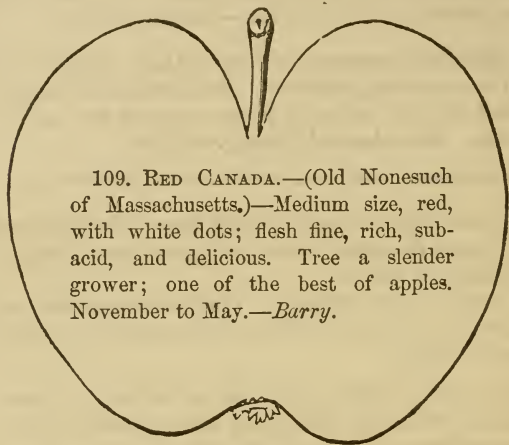 109. RED CANADA.—(Old Nonesuch
of Massachusetts.)—Medium size, red,
with white dots; flesh fine, rich, sub-
acid, and delicious. Tree a slender
grower; one of the best of apples.
November to May.—Barry.